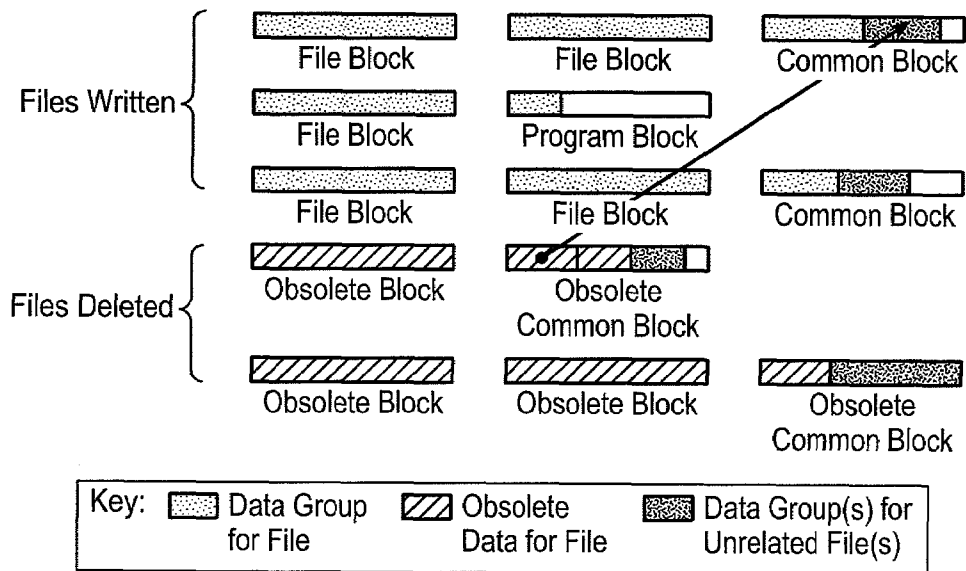 File Block
File Block
Common Block
Files Written
File Block
Program Block
File Block
File Block
Common Block
Files Deleted
Obsolete Block
Obsolete
Common Block
Obsolete Block
Obsolete Block
Obsolete
Common Block
Key:
Data Group
for File
Obsolete
Data for File
Data Group(s) for
Unrelated File(s)